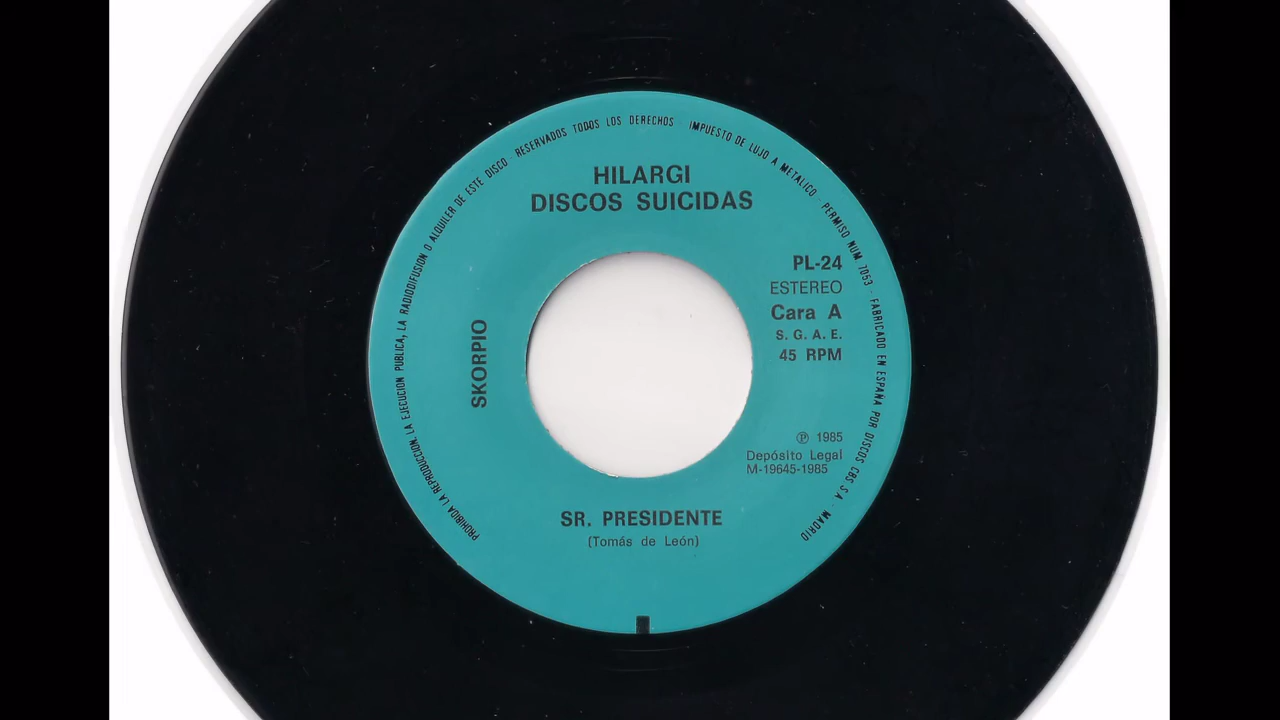 PROHIBIDA LA REPRODUCCION, LA EJECUCION PUBLICA, LA RADIODIFUSION O ALQUILER DE ESTE DISCO · RESERVADOS TODOS LOS DERECHOS IMPUESTO DE LUJO A METALICO · PERMISO NUM 7053 · FABRICADO EN ESPAÑA POR DISCOS CBS S.A. · MADRID
HILARGI
DISCOS SUICIDAS
PL-24
ESTEREO
Cara A
S. G. A. E.
45 RPM
SKORPIO
Ⓟ 1985
Depósito Legal
M-19645-1985
SR. PRESIDENTE
(Tomás de León)